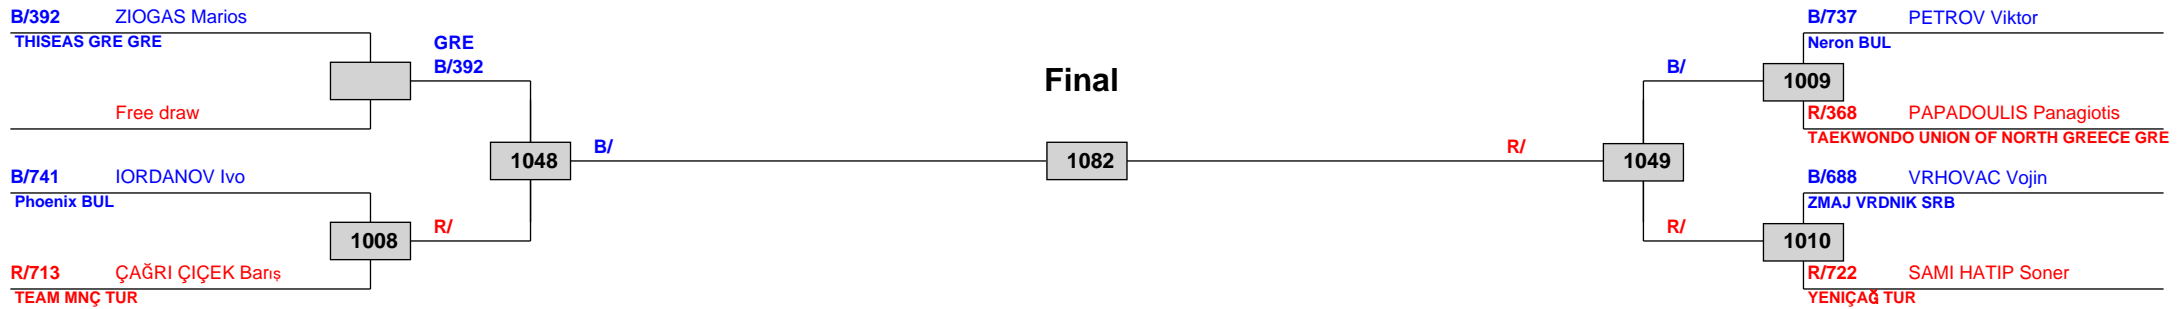 B/392 ZIOGAS Marios
THISEAS GRE GRE
GRE
B/392
Free draw
B/741 IORDANOV Ivo
Phoenix BUL
1008
R/713 ÇAĞRI ÇIÇEK Barış
TEAM MNÇ TUR
R/
1048
B/
Final
1082
R/
1049
B/
R/
B/737 PETROV Viktor
Neron BUL
1009
R/368 PAPADOULIS Panagiotis
TAEKWONDO UNION OF NORTH GREECE GRE
B/688 VRHOVAC Vojin
ZMAJ VRDNIK SRB
1010
R/722 SAMI HATIP Soner
YENIÇAĞ TUR